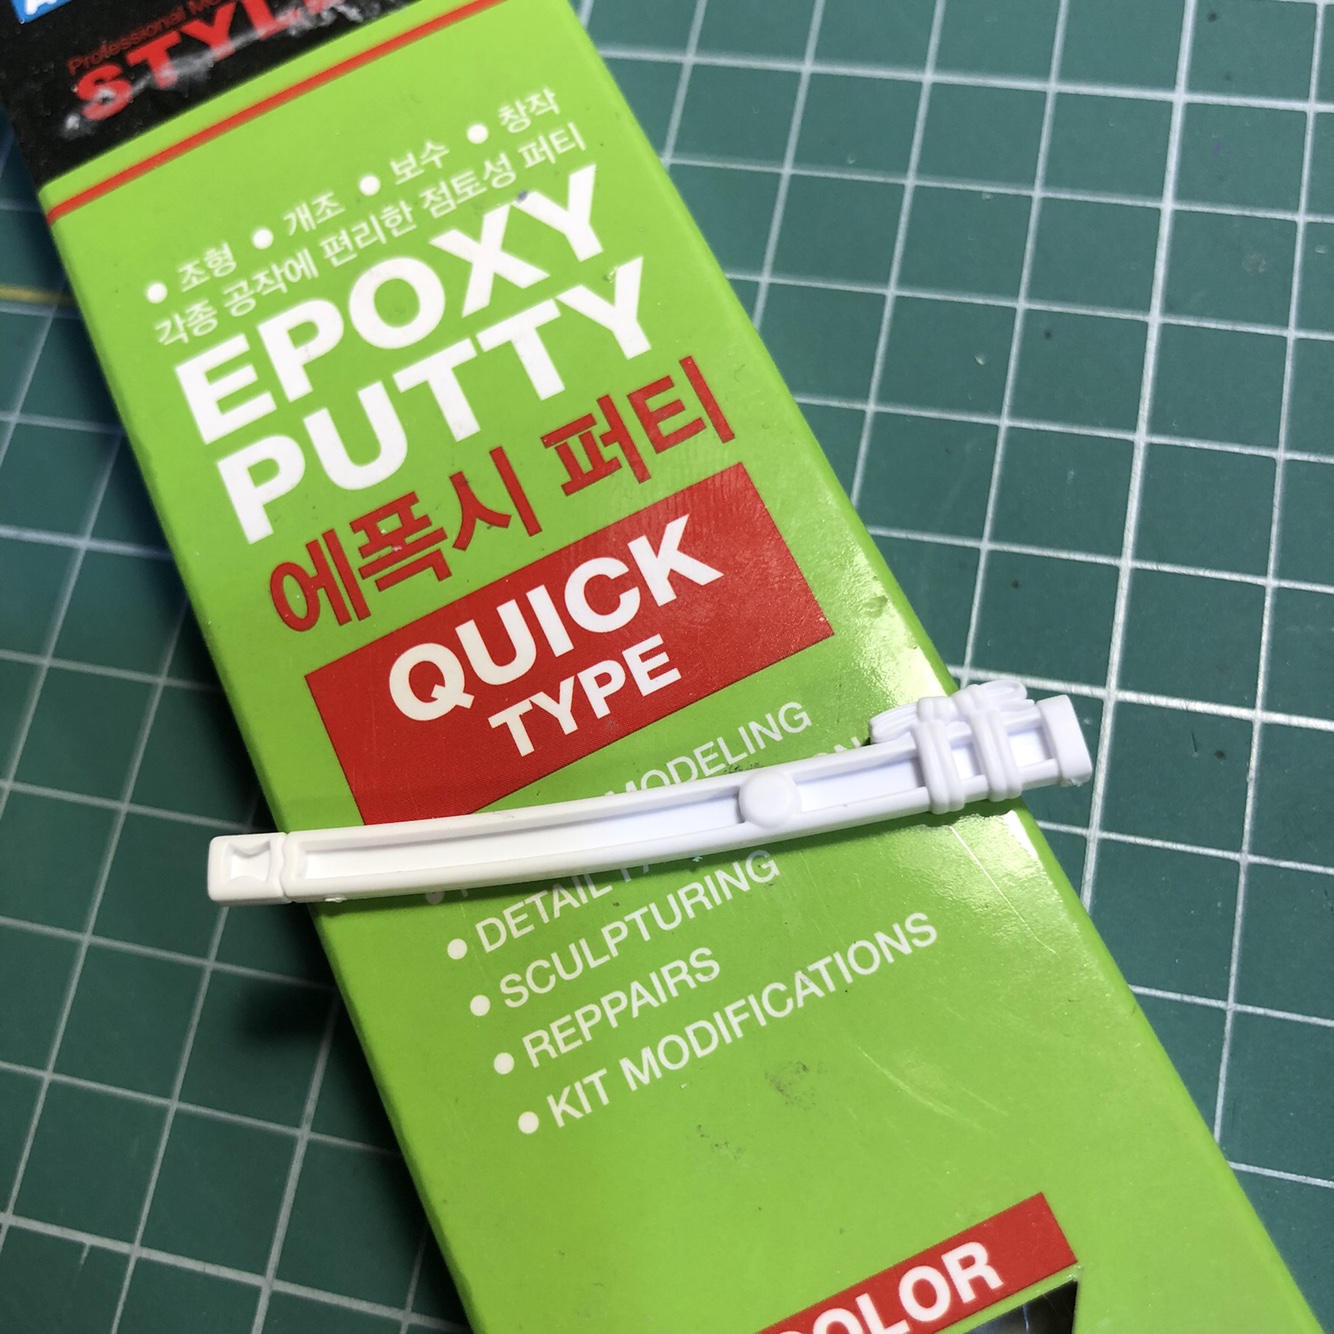 Professional
STYL
• 조형 • 개조 • 보수 • 창작
각종 공작에 편리한 점토성 퍼티
EPOXY
PUTTY
에폭시 퍼티
QUICK
TYPE
MODELING
• DETAIL
• SCULPTURING
• REPPAIRS
• KIT MODIFICATIONS
COLOR